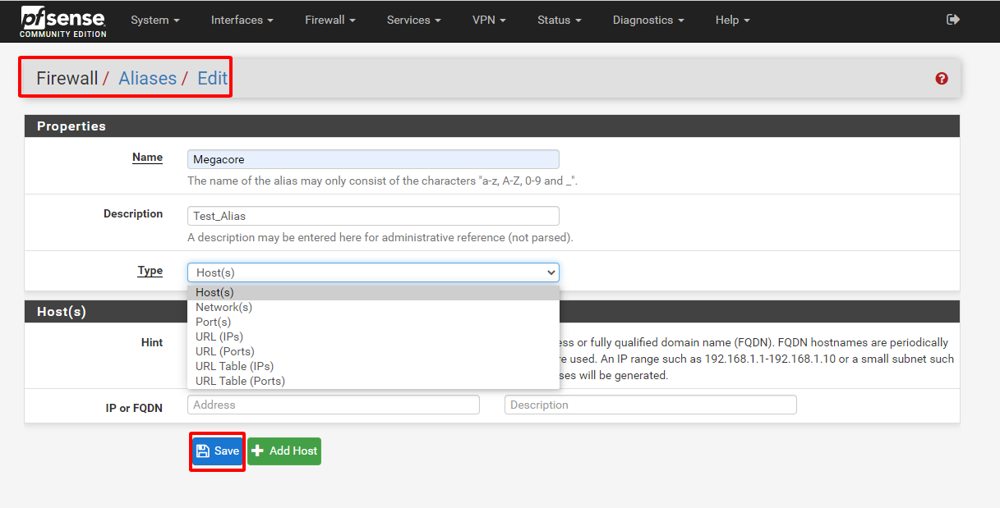 pfsense
COMMUNITY EDITION
System Interfaces Firewall Services VPN Status Diagnostics Help
Firewall / Aliases / Edit
?
Properties
Name
Megacore
The name of the alias may only consist of the characters "a-z, A-Z, 0-9 and _".
Description
Test_Alias
A description may be entered here for administrative reference (not parsed).
Type
Host(s)
Host(s)
Network(s)
Port(s)
URL (IPs)
URL (Ports)
URL Table (IPs)
URL Table (Ports)
Host(s)
Hint
ess or fully qualified domain name (FQDN). FQDN hostnames are periodically
re used. An IP range such as 192.168.1.1-192.168.1.10 or a small subnet such
ses will be generated.
IP or FQDN
Address
Description
Save
Add Host